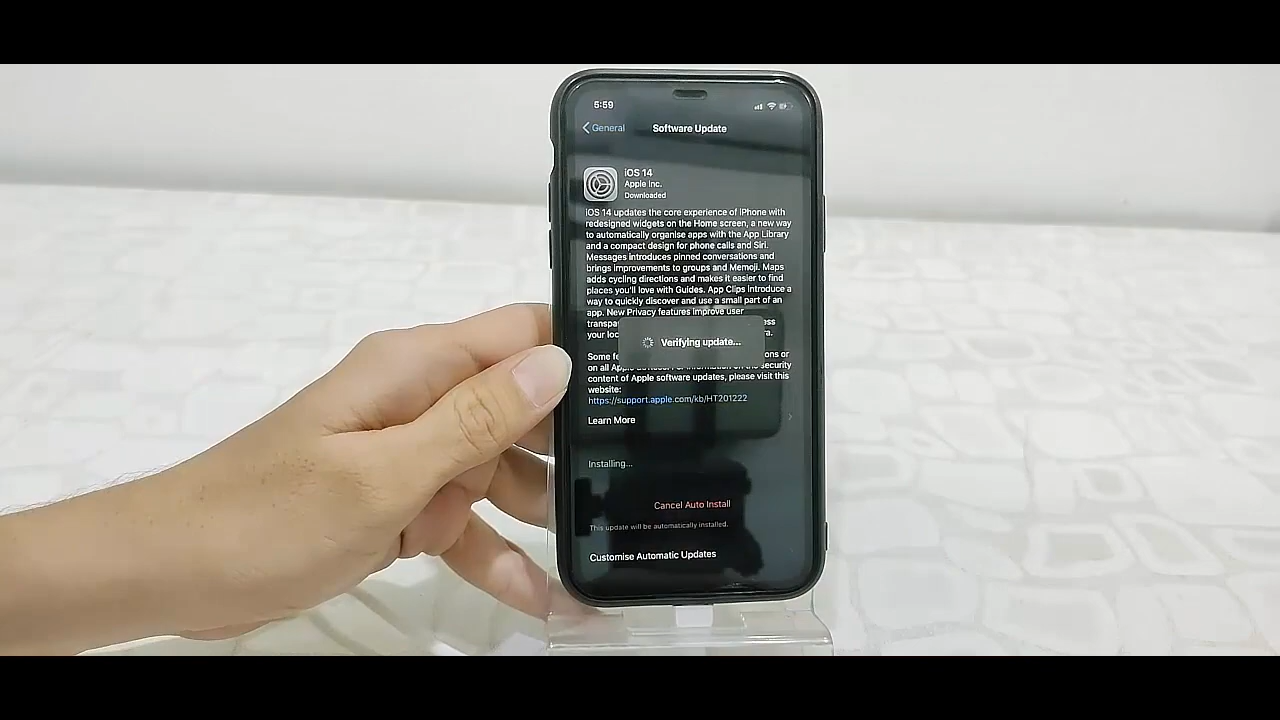 5:59
General
Software Update
iOS 14
Apple Inc.
Downloaded
iOS 14 updates the core experience of iPhone with
redesigned widgets on the Home screen, a new way
to automatically organise apps with the App Library
and a compact design for phone calls and Siri.
Messages introduces pinned conversations and
brings improvements to groups and Memoji. Maps
adds cycling directions and makes it easier to find
places you'll love with Guides. App Clips introduce a
way to quickly discover and use a small part of an
app. New Privacy features improve user
Verifying update...
Some
content of Apple software updates, please visit this
website:
https://support.apple.com/kb/HT201222
Learn More
Installing...
Cancel Auto Install
This update will be automatically installed.
Customise Automatic Updates